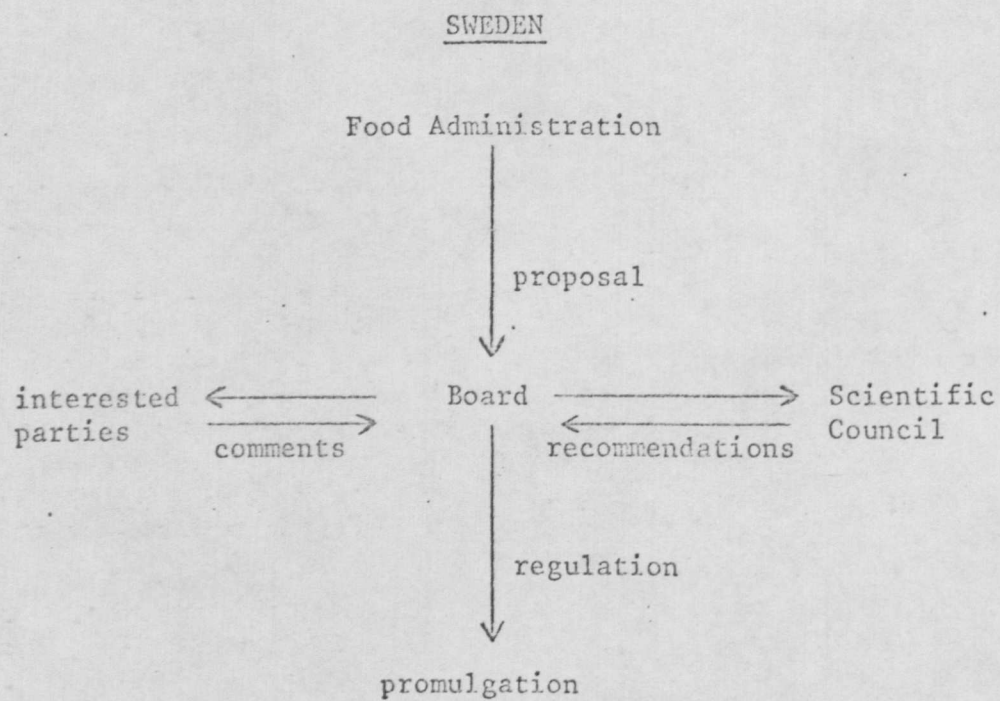 SWEDEN
Food Administration
proposal
interested parties
Board
Scientific Council
comments
recommendations
regulation
promulgation